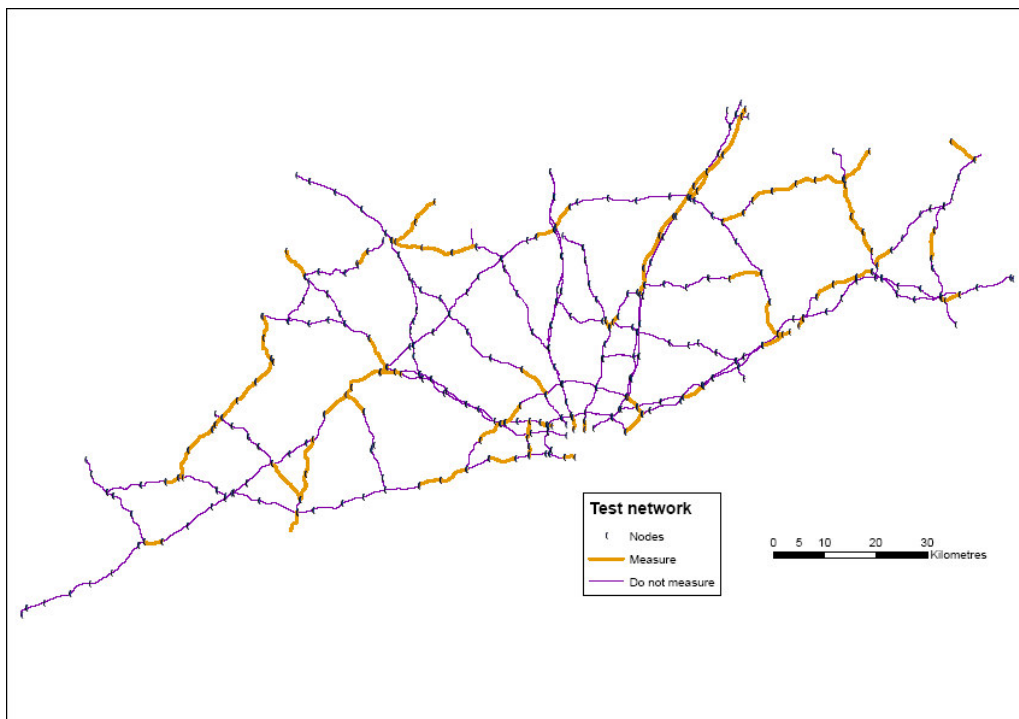 Test network
Nodes
Measure
Do not measure
0 5 10 20 30
Kilometres